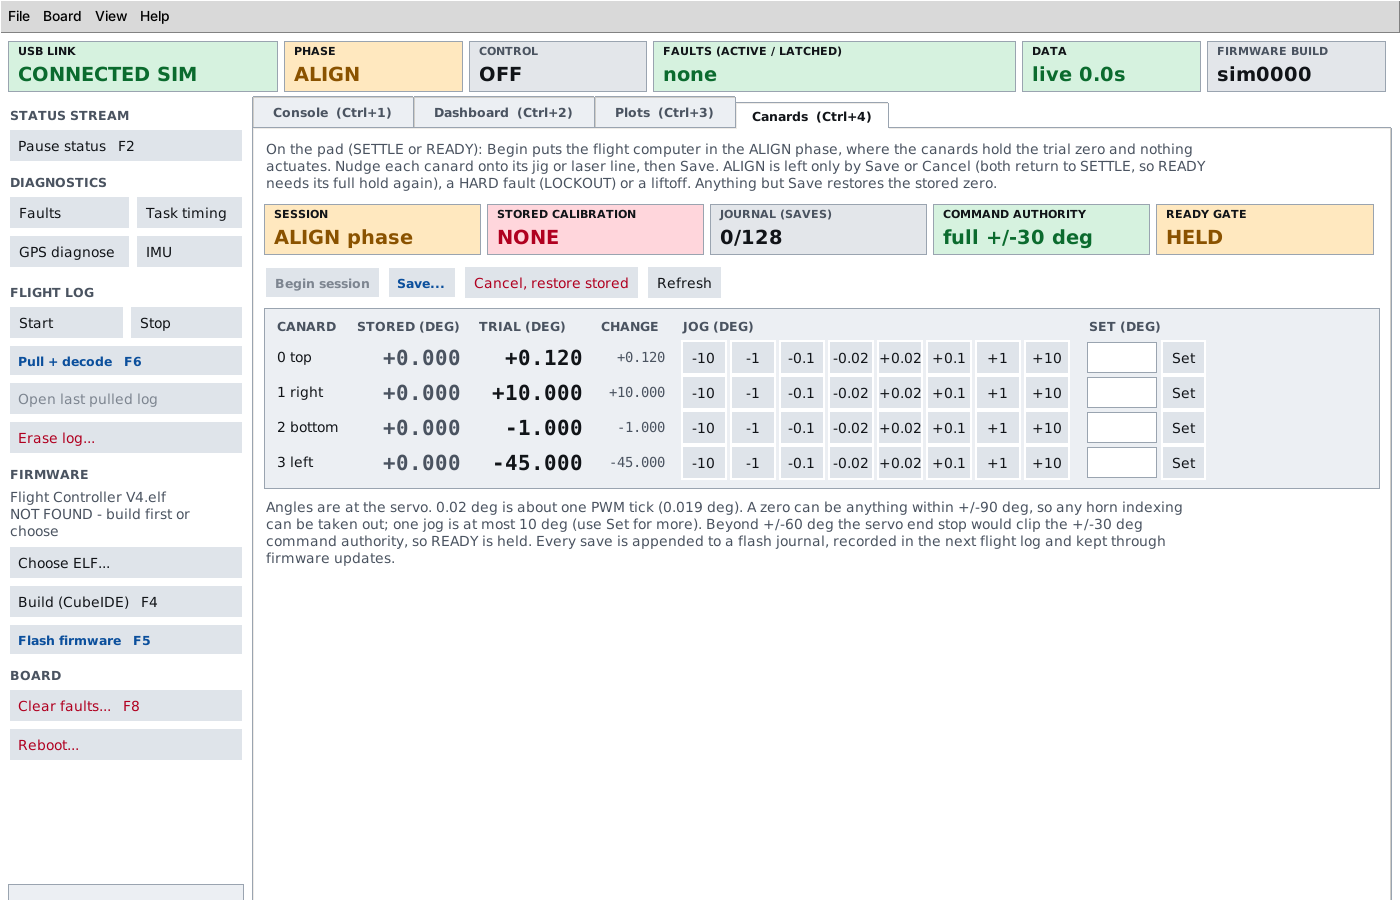 File Board View Help
USB LINK
CONNECTED SIM
PHASE
ALIGN
CONTROL
OFF
FAULTS (ACTIVE / LATCHED)
none
DATA
live 0.0s
FIRMWARE BUILD
sim0000
STATUS STREAM
Pause status F2
DIAGNOSTICS
Faults
Task timing
GPS diagnose
IMU
FLIGHT LOG
Start
Stop
Pull + decode F6
Open last pulled log
Erase log...
FIRMWARE
Flight Controller V4.elf
NOT FOUND - build first or
choose
Choose ELF...
Build (CubeIDE) F4
Flash firmware F5
BOARD
Clear faults... F8
Reboot...
Console (Ctrl+1)
Dashboard (Ctrl+2)
Plots (Ctrl+3)
Canards (Ctrl+4)
On the pad (SETTLE or READY): Begin puts the flight computer in the ALIGN phase, where the canards hold the trial zero and nothing
actuates. Nudge each canard onto its jig or laser line, then Save. ALIGN is left only by Save or Cancel (both return to SETTLE, so READY
needs its full hold again), a HARD fault (LOCKOUT) or a liftoff. Anything but Save restores the stored zero.
SESSION
ALIGN phase
STORED CALIBRATION
NONE
JOURNAL (SAVES)
0/128
COMMAND AUTHORITY
full +/-30 deg
READY GATE
HELD
Begin session
Save...
Cancel, restore stored
Refresh
CANARD STORED (DEG) TRIAL (DEG) CHANGE JOG (DEG) SET (DEG)
0 top +0.000 +0.120 +0.120 -10 -1 -0.1 -0.02 +0.02 +0.1 +1 +10 Set
1 right +0.000 +10.000 +10.000 -10 -1 -0.1 -0.02 +0.02 +0.1 +1 +10 Set
2 bottom +0.000 -1.000 -1.000 -10 -1 -0.1 -0.02 +0.02 +0.1 +1 +10 Set
3 left +0.000 -45.000 -45.000 -10 -1 -0.1 -0.02 +0.02 +0.1 +1 +10 Set
Angles are at the servo. 0.02 deg is about one PWM tick (0.019 deg). A zero can be anything within +/-90 deg, so any horn indexing
can be taken out; one jog is at most 10 deg (use Set for more). Beyond +/-60 deg the servo end stop would clip the +/-30 deg
command authority, so READY is held. Every save is appended to a flash journal, recorded in the next flight log and kept through
firmware updates.